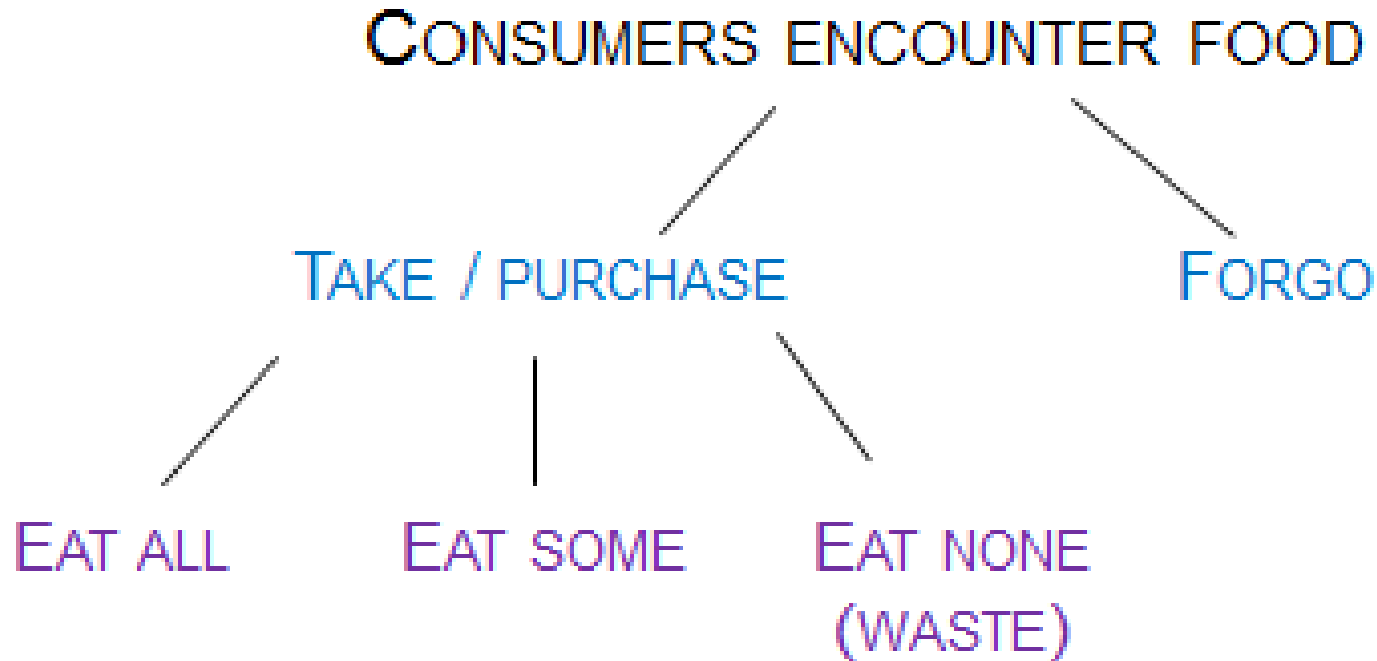 CONSUMERS ENCOUNTER FOOD
TAKE / PURCHASE
FORGO
EAT ALL
EAT SOME
EAT NONE
(WASTE)